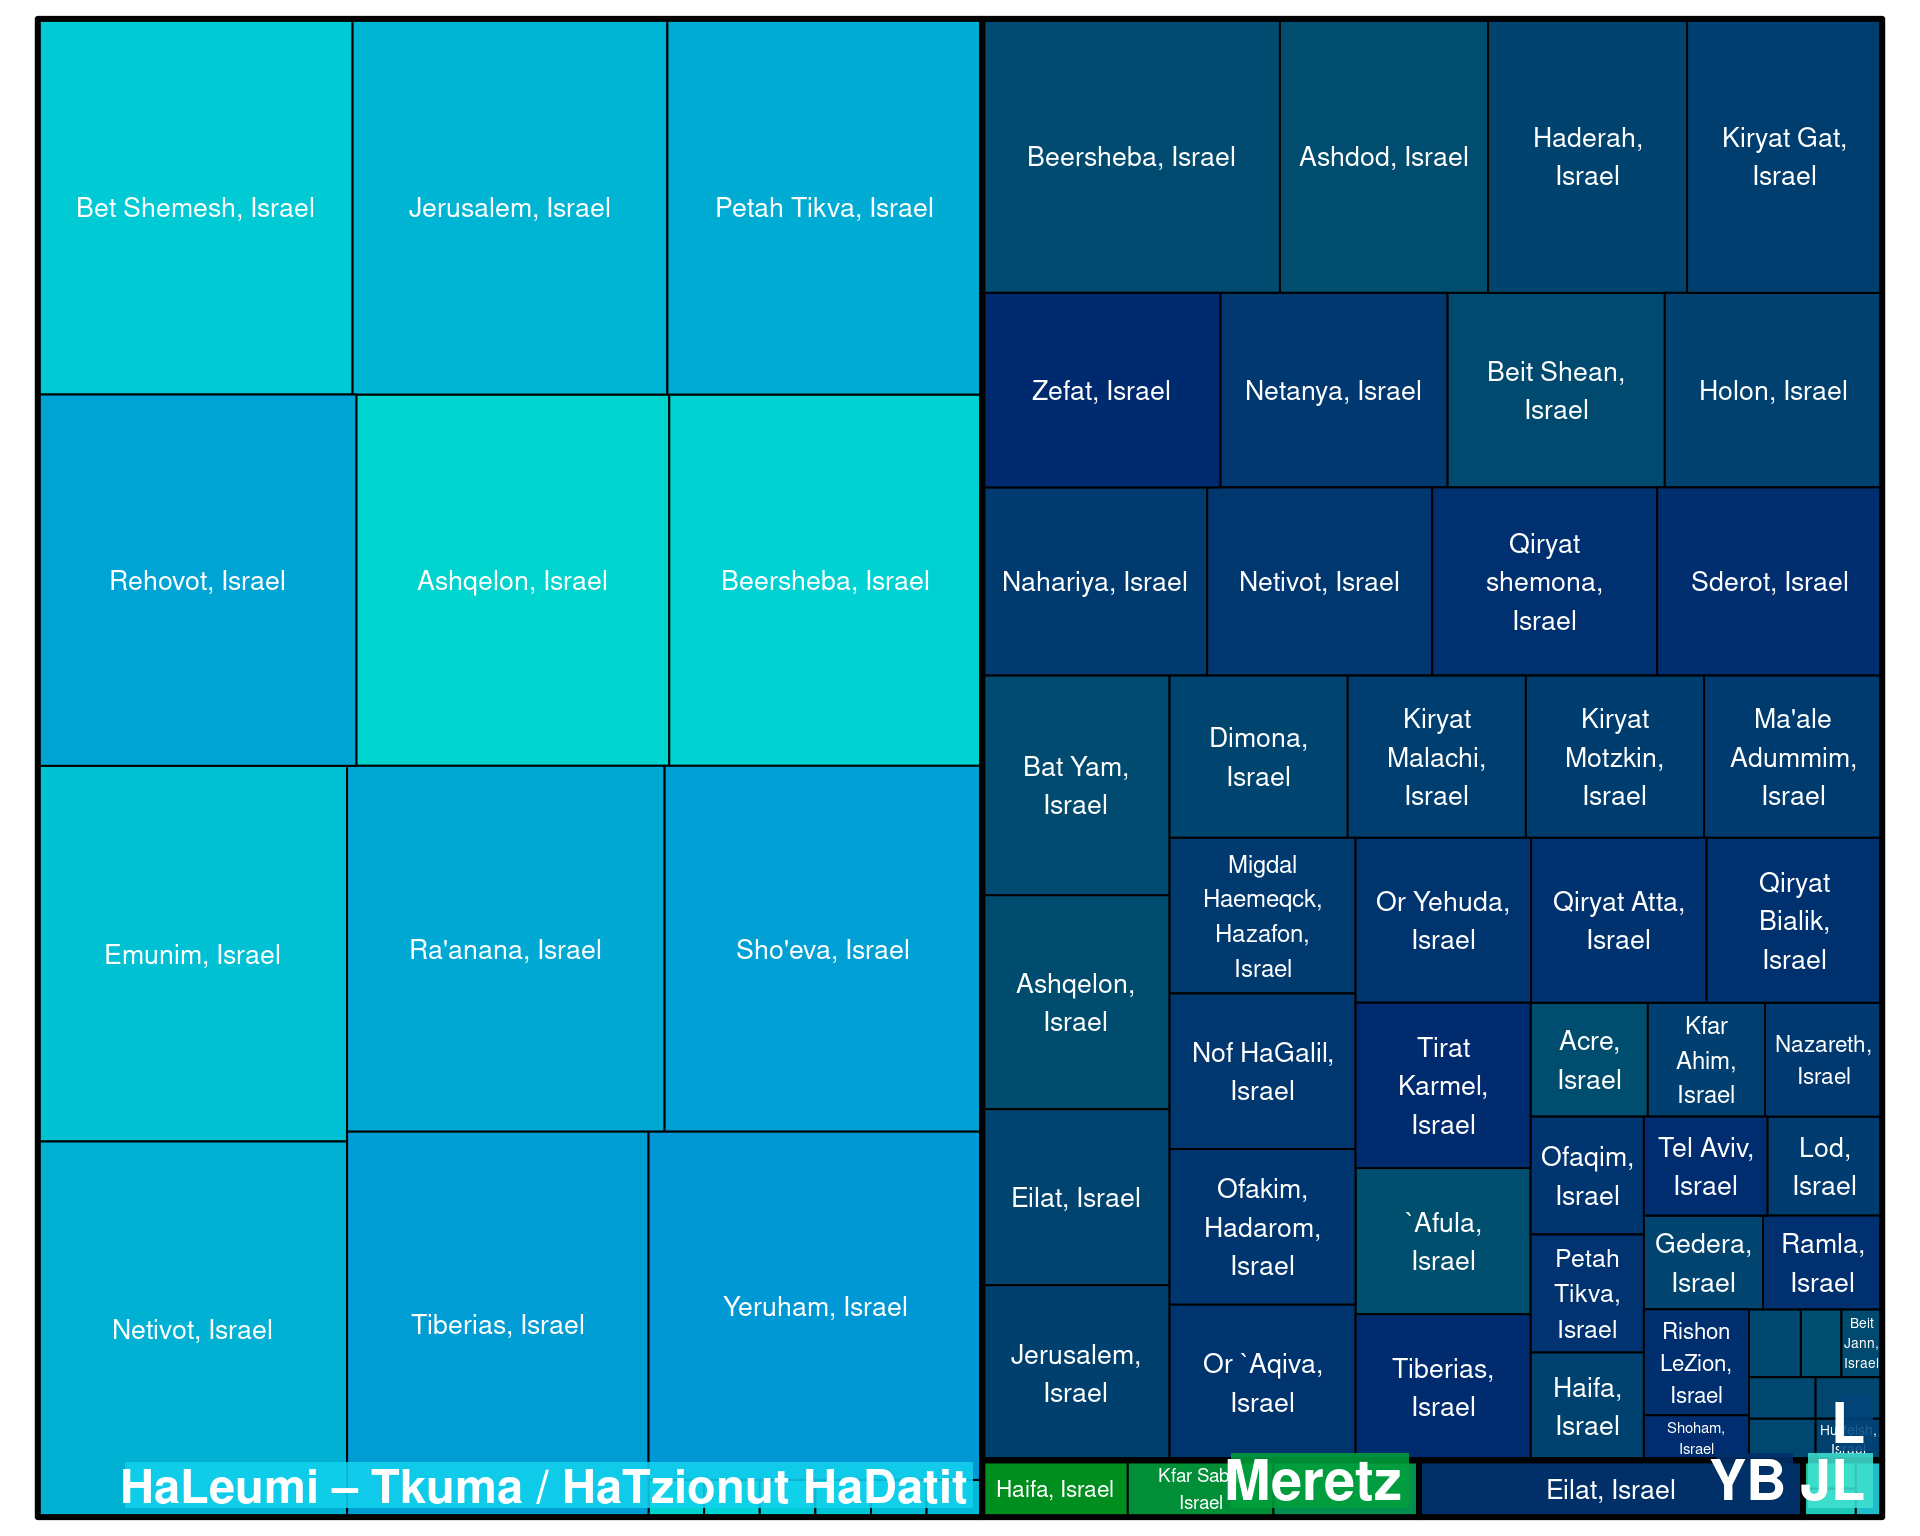 Bet Shemesh, Israel
Jerusalem, Israel
Petah Tikva, Israel
Rehovot, Israel
Ashqelon, Israel
Beersheba, Israel
Emunim, Israel
Ra'anana, Israel
Sho'eva, Israel
Netivot, Israel
Tiberias, Israel
Yeruham, Israel
HaLeumi – Tkuma / HaTzionut HaDatit
Beersheba, Israel
Ashdod, Israel
Haderah,
Israel
Kiryat Gat,
Israel
Zefat, Israel
Netanya, Israel
Beit Shean,
Israel
Holon, Israel
Nahariya, Israel
Netivot, Israel
Qiryat
shemona,
Israel
Sderot, Israel
Bat Yam,
Israel
Ashqelon,
Israel
Eilat, Israel
Jerusalem,
Israel
Dimona,
Israel
Kiryat
Malachi,
Israel
Kiryat
Motzkin,
Israel
Ma'ale
Adummim,
Israel
Migdal
Haemeqck,
Hazafon,
Israel
Or Yehuda,
Israel
Qiryat Atta,
Israel
Qiryat
Bialik,
Israel
Nof HaGalil,
Israel
Ofakim,
Hadarom,
Israel
Or `Aqiva,
Israel
Tirat
Karmel,
Israel
`Afula,
Israel
Tiberias,
Israel
Acre,
Israel
Kfar
Ahim,
Israel
Nazareth,
Israel
Ofaqim,
Israel
Tel Aviv,
Israel
Lod,
Israel
Petah
Tikva,
Israel
Gedera,
Israel
Ramla,
Israel
Haifa,
Israel
Rishon
LeZion,
Israel
Shoham,
Israel
Beit
Jann,
Israel
L
Haifa, Israel
Kfar
Israel
Meretz
Eilat, Israel
YB
JL